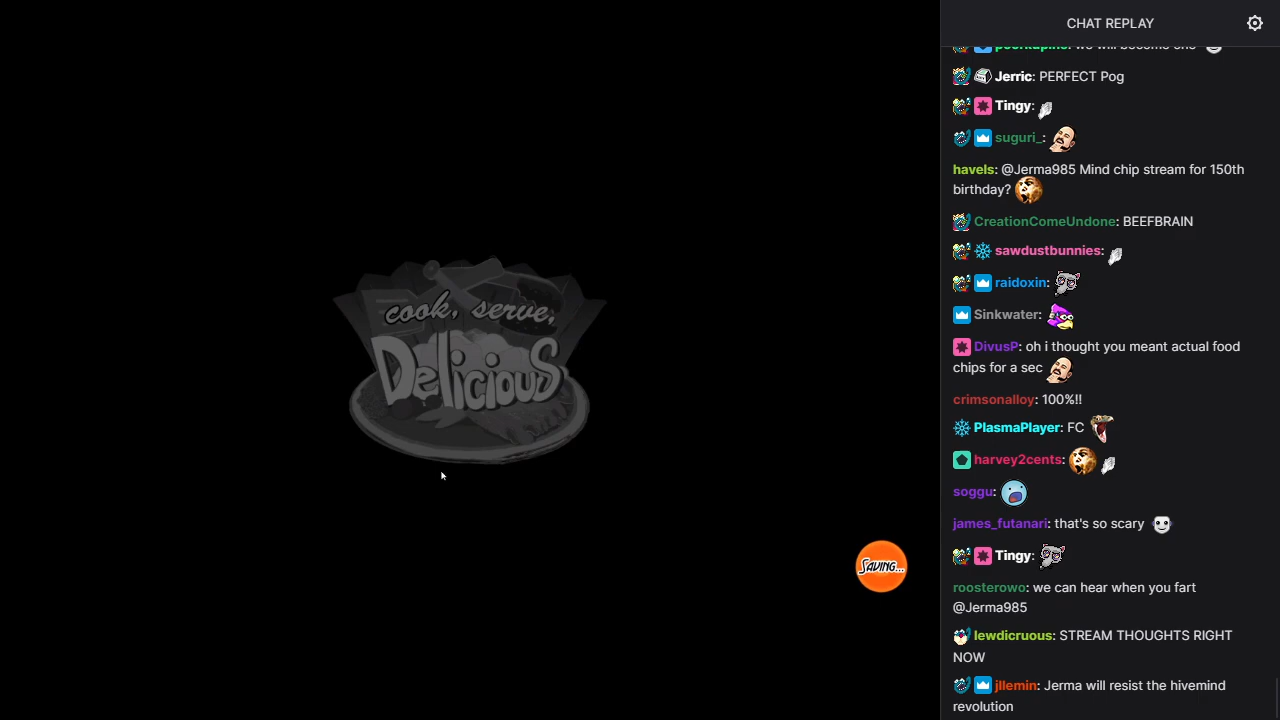 CHAT REPLAY
Jerric: PERFECT Pog
Tingy:
suguri_:
havels: @Jerma985 Mind chip stream for 150th
birthday?
CreationComeUndone: BEEFBRAIN
sawdustbunnies:
raidoxin:
Sinkwater:
DivusP: oh i thought you meant actual food
chips for a sec
crimsonalloy: 100%!!
PlasmaPlayer: FC
harvey2cents:
soggu:
james_futanari: that's so scary
Tingy:
roosterowo: we can hear when you fart
@Jerma985
lewdicruous: STREAM THOUGHTS RIGHT
NOW
jllemin: Jerma will resist the hivemind
revolution
cook, serve,
Delicious
SAVING...